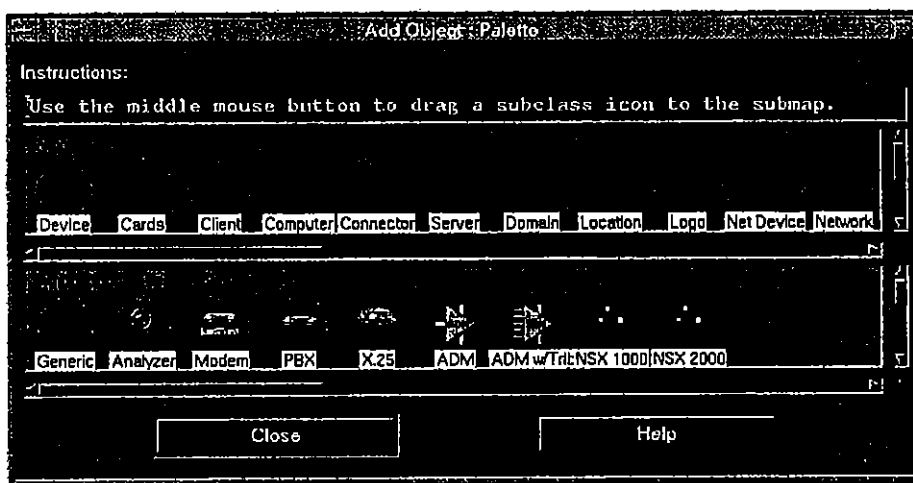 Add Object : Palette
Instructions:
Use the middle mouse button to drag a subclass icon to the submap.
Device Cards Client Computer Connector Server Domain Location Logo Net Device Network
Generic Analyzer Modem PBX X.25 ADM ADM w/Trib NSX 1000 NSX 2000
Close Help